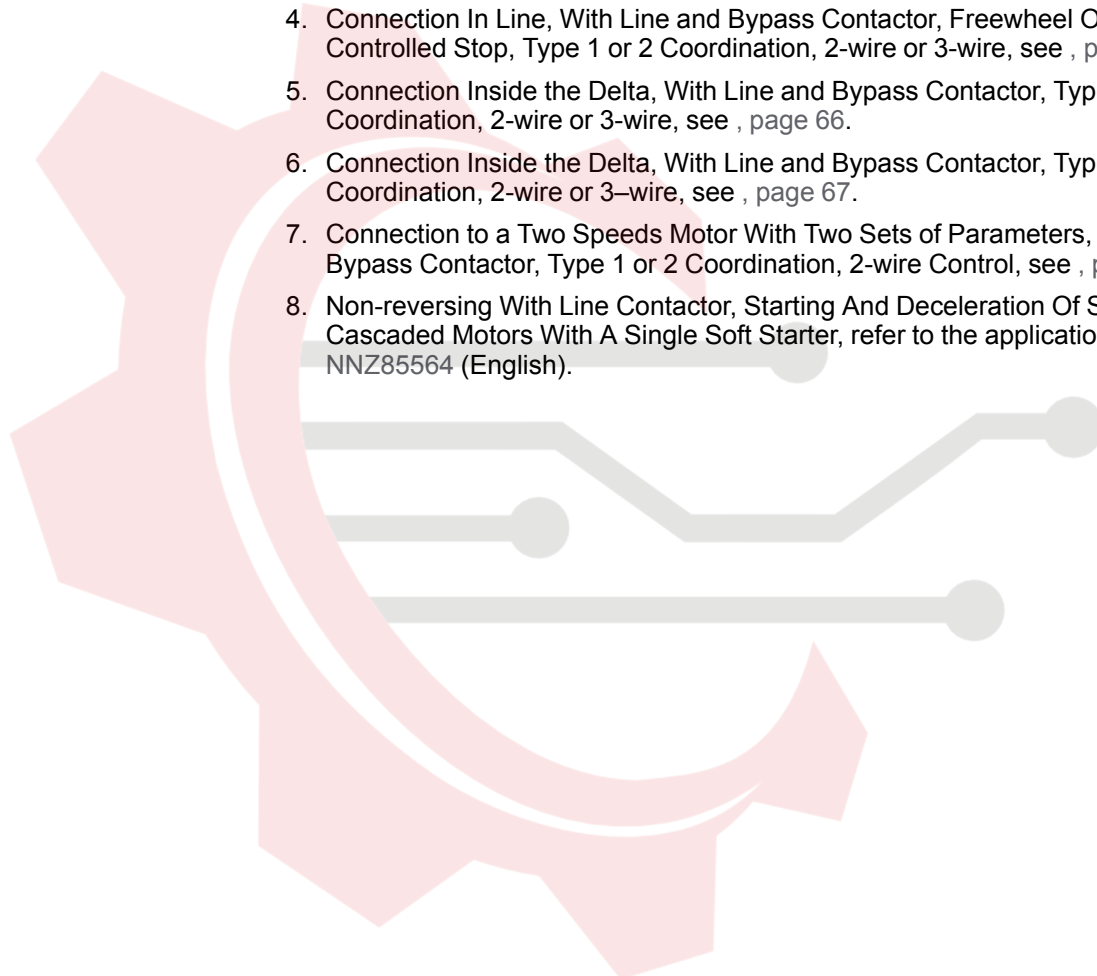 4. Connection In Line, With Line and Bypass Contactor, Freewheel O
Controlled Stop, Type 1 or 2 Coordination, 2-wire or 3-wire, see , p
5. Connection Inside the Delta, With Line and Bypass Contactor, Typ
Coordination, 2-wire or 3-wire, see , page 66.
6. Connection Inside the Delta, With Line and Bypass Contactor, Typ
Coordination, 2-wire or 3–wire, see , page 67.
7. Connection to a Two Speeds Motor With Two Sets of Parameters,
Bypass Contactor, Type 1 or 2 Coordination, 2-wire Control, see , p
8. Non-reversing With Line Contactor, Starting And Deceleration Of S
Cascaded Motors With A Single Soft Starter, refer to the applicatio
NNZ85564 (English).